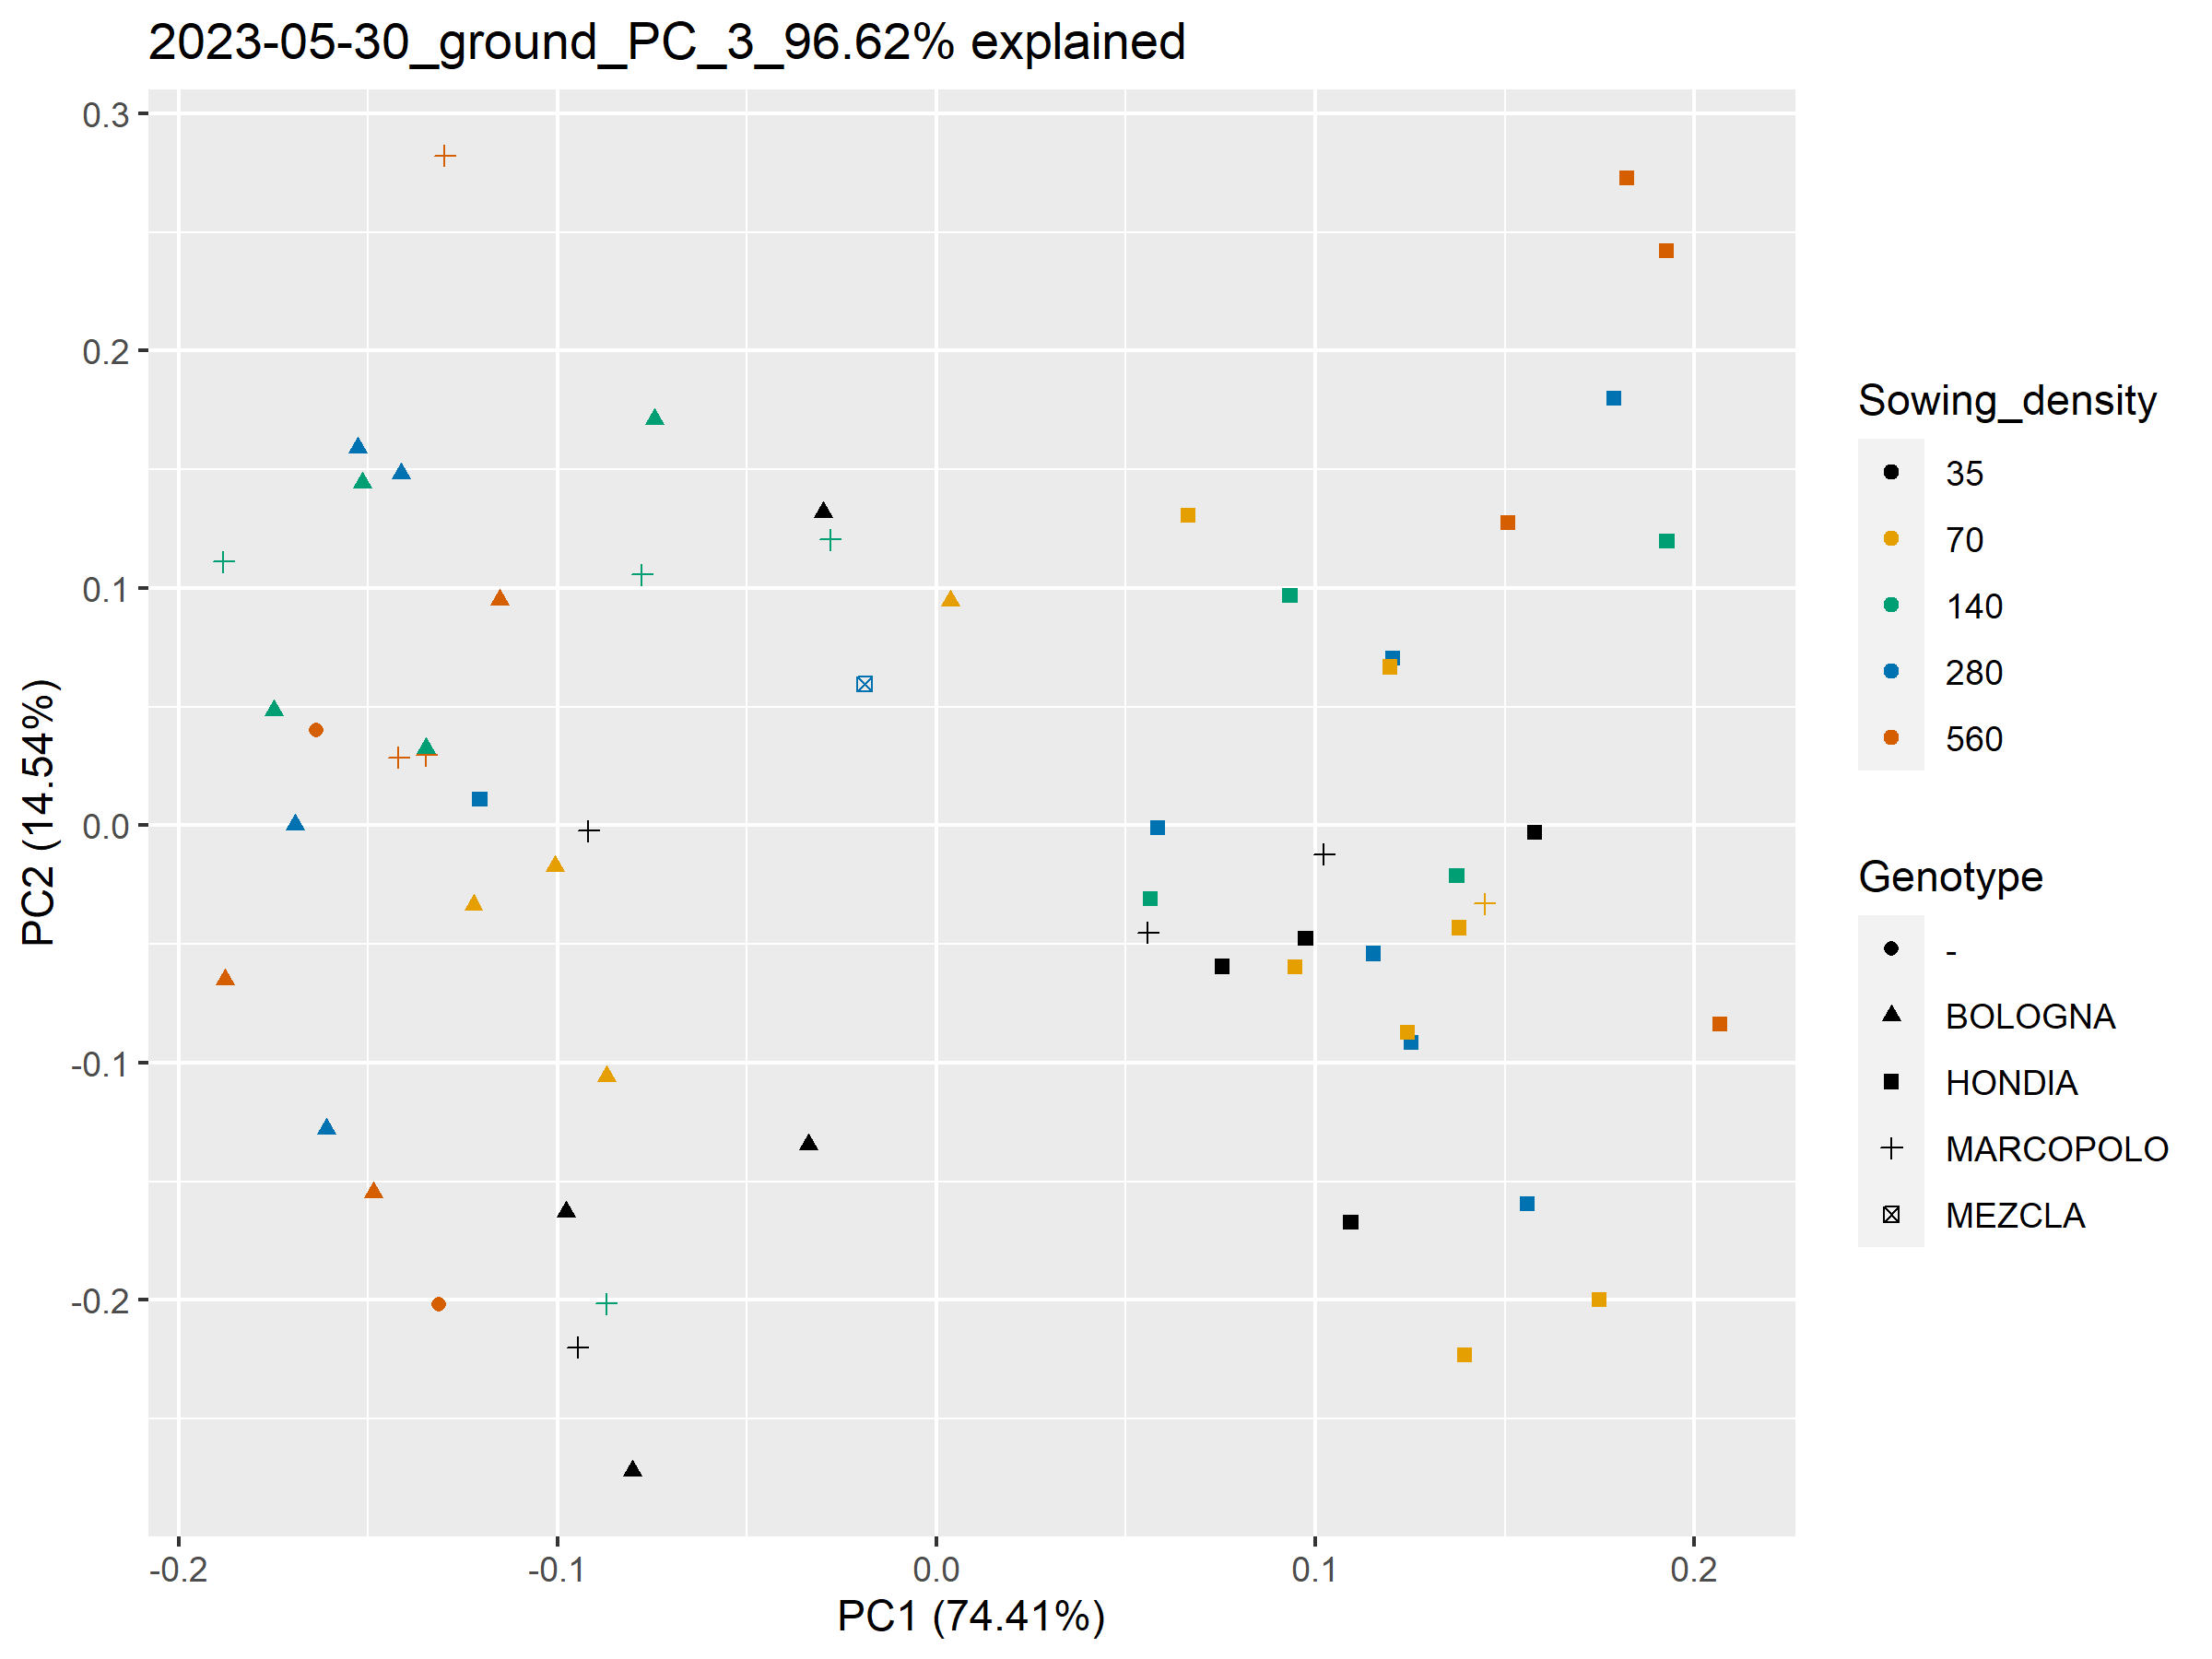 2023-05-30_ground_PC_3_96.62% explained
0.3
0.2
0.1
0.0
-0.1
-0.2
PC2 (14.54%)
-0.2
-0.1
0.0
0.1
0.2
PC1 (74.41%)
Sowing_density
35
70
140
280
560
Genotype
-
BOLOGNA
HONDIA
MARCOPOLO
MEZCLA